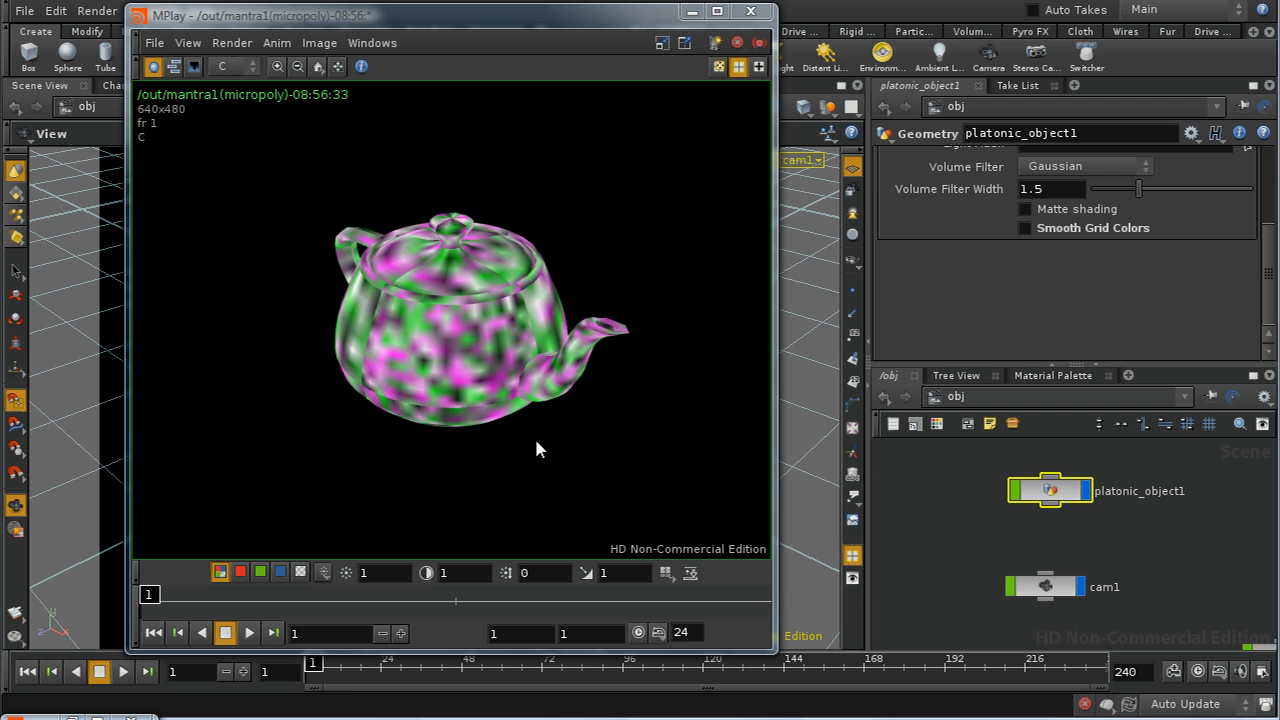 File Edit Render
MPlay - /out/mantra1(micropoly)-08:56:*
Auto Takes Main
Create Modify
File View Render Anim Image Windows
Drive ... Rigid ... Partic... Volum... Pyro FX Cloth Wires Fur Drive ...
Box Sphere Tube
C
Distant Li... Environm... Ambient L... Camera Stereo Ca... Switcher
Scene View
platonic_object1 Take List
/out/mantra1(micropoly)-08:56:33
obj
obj
640x480
fr 1
C
View
Geometry platonic_object1
cam1
Volume Filter Gaussian
Volume Filter Width 1.5
Matte shading
Smooth Grid Colors
/obj Tree View Material Palette
obj
Scene
platonic_object1
HD Non-Commercial Edition
1 1 0 1
cam1
1
1 1 1 24
Edition
HD Non-Commercial Edition
1 1 1 24 48 72 96 120 144 168 192 216 240
Auto Update